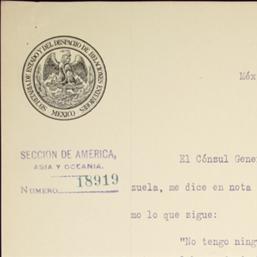 SECRETARIA DE ESTADO Y DEL DESPACHO DE RELACIONES EXTERIORES
MEXICO
Méx
SECCION DE AMERICA,
ASIA Y OCEANIA.
NUMERO 18919
El Cónsul Gene
zuela, me dice en nota
mo lo que sigue:
"No tengo ning